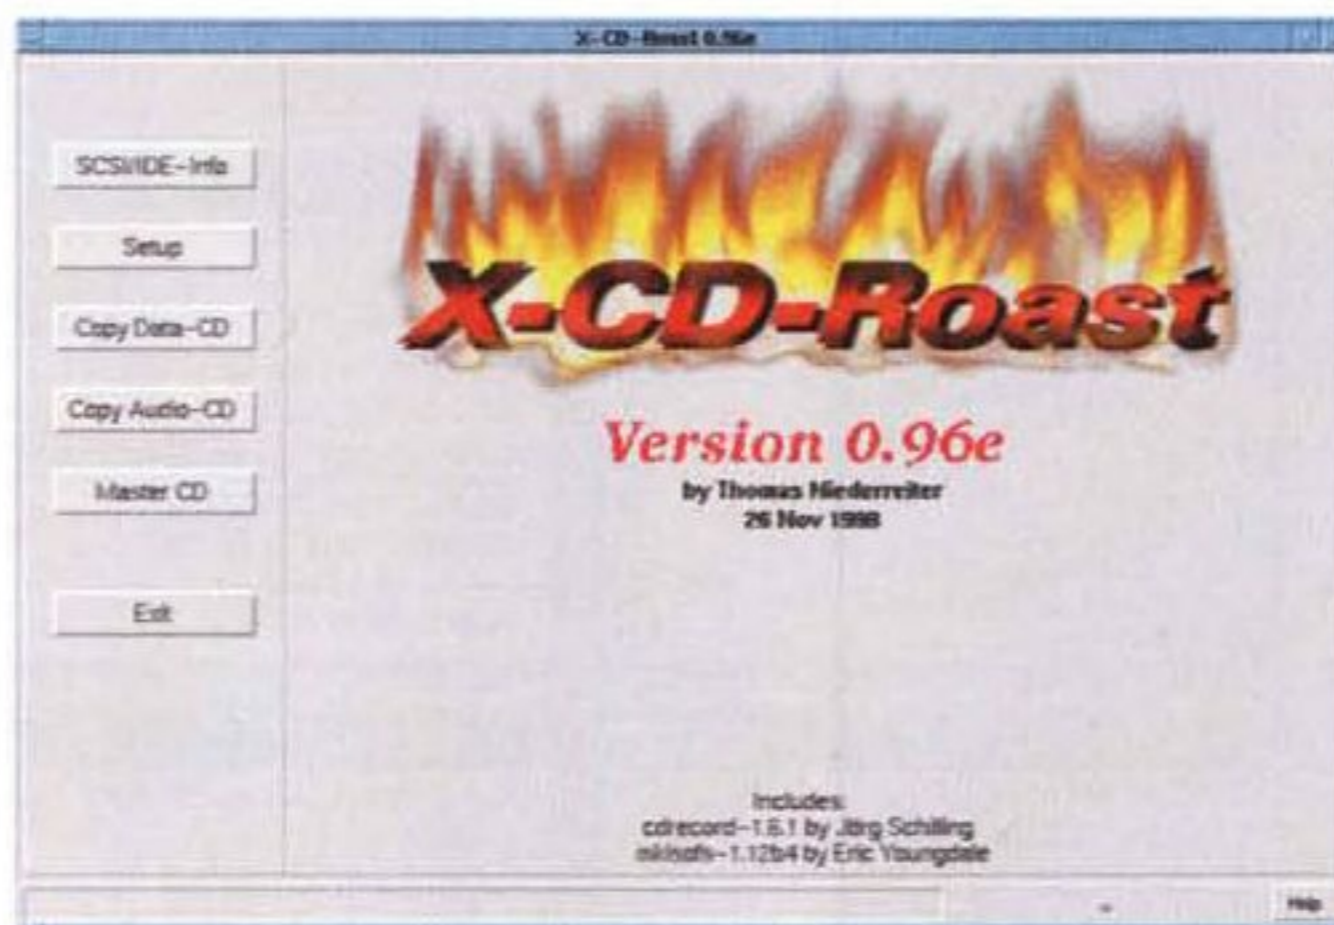 X-CD-Roast 0.96e
SCSI/IDE-Info
Setup
Copy Data-CD
Copy Audio-CD
Master CD
Exit
X-CD-Roast
Version 0.96e
by Thomas Niederreiter
26 Nov 1998
Includes:
cdrecord-1.6.1 by Jörg Schilling
mkisofs-1.12b4 by Eric Youngdale
Help